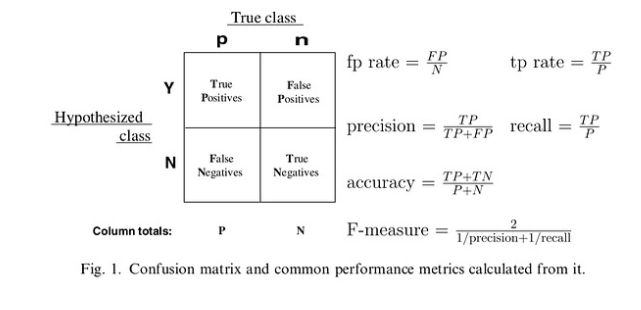 True class
p n
fp rate = FP/N tp rate = TP/P
Y True Positives False Positives
Hypothesized class
precision = TP/TP+FP recall = TP/P
N False Negatives True Negatives
accuracy = TP+TN/P+N
Column totals: P N
F-measure = 2/1/precision+1/recall
Fig. 1. Confusion matrix and common performance metrics calculated from it.